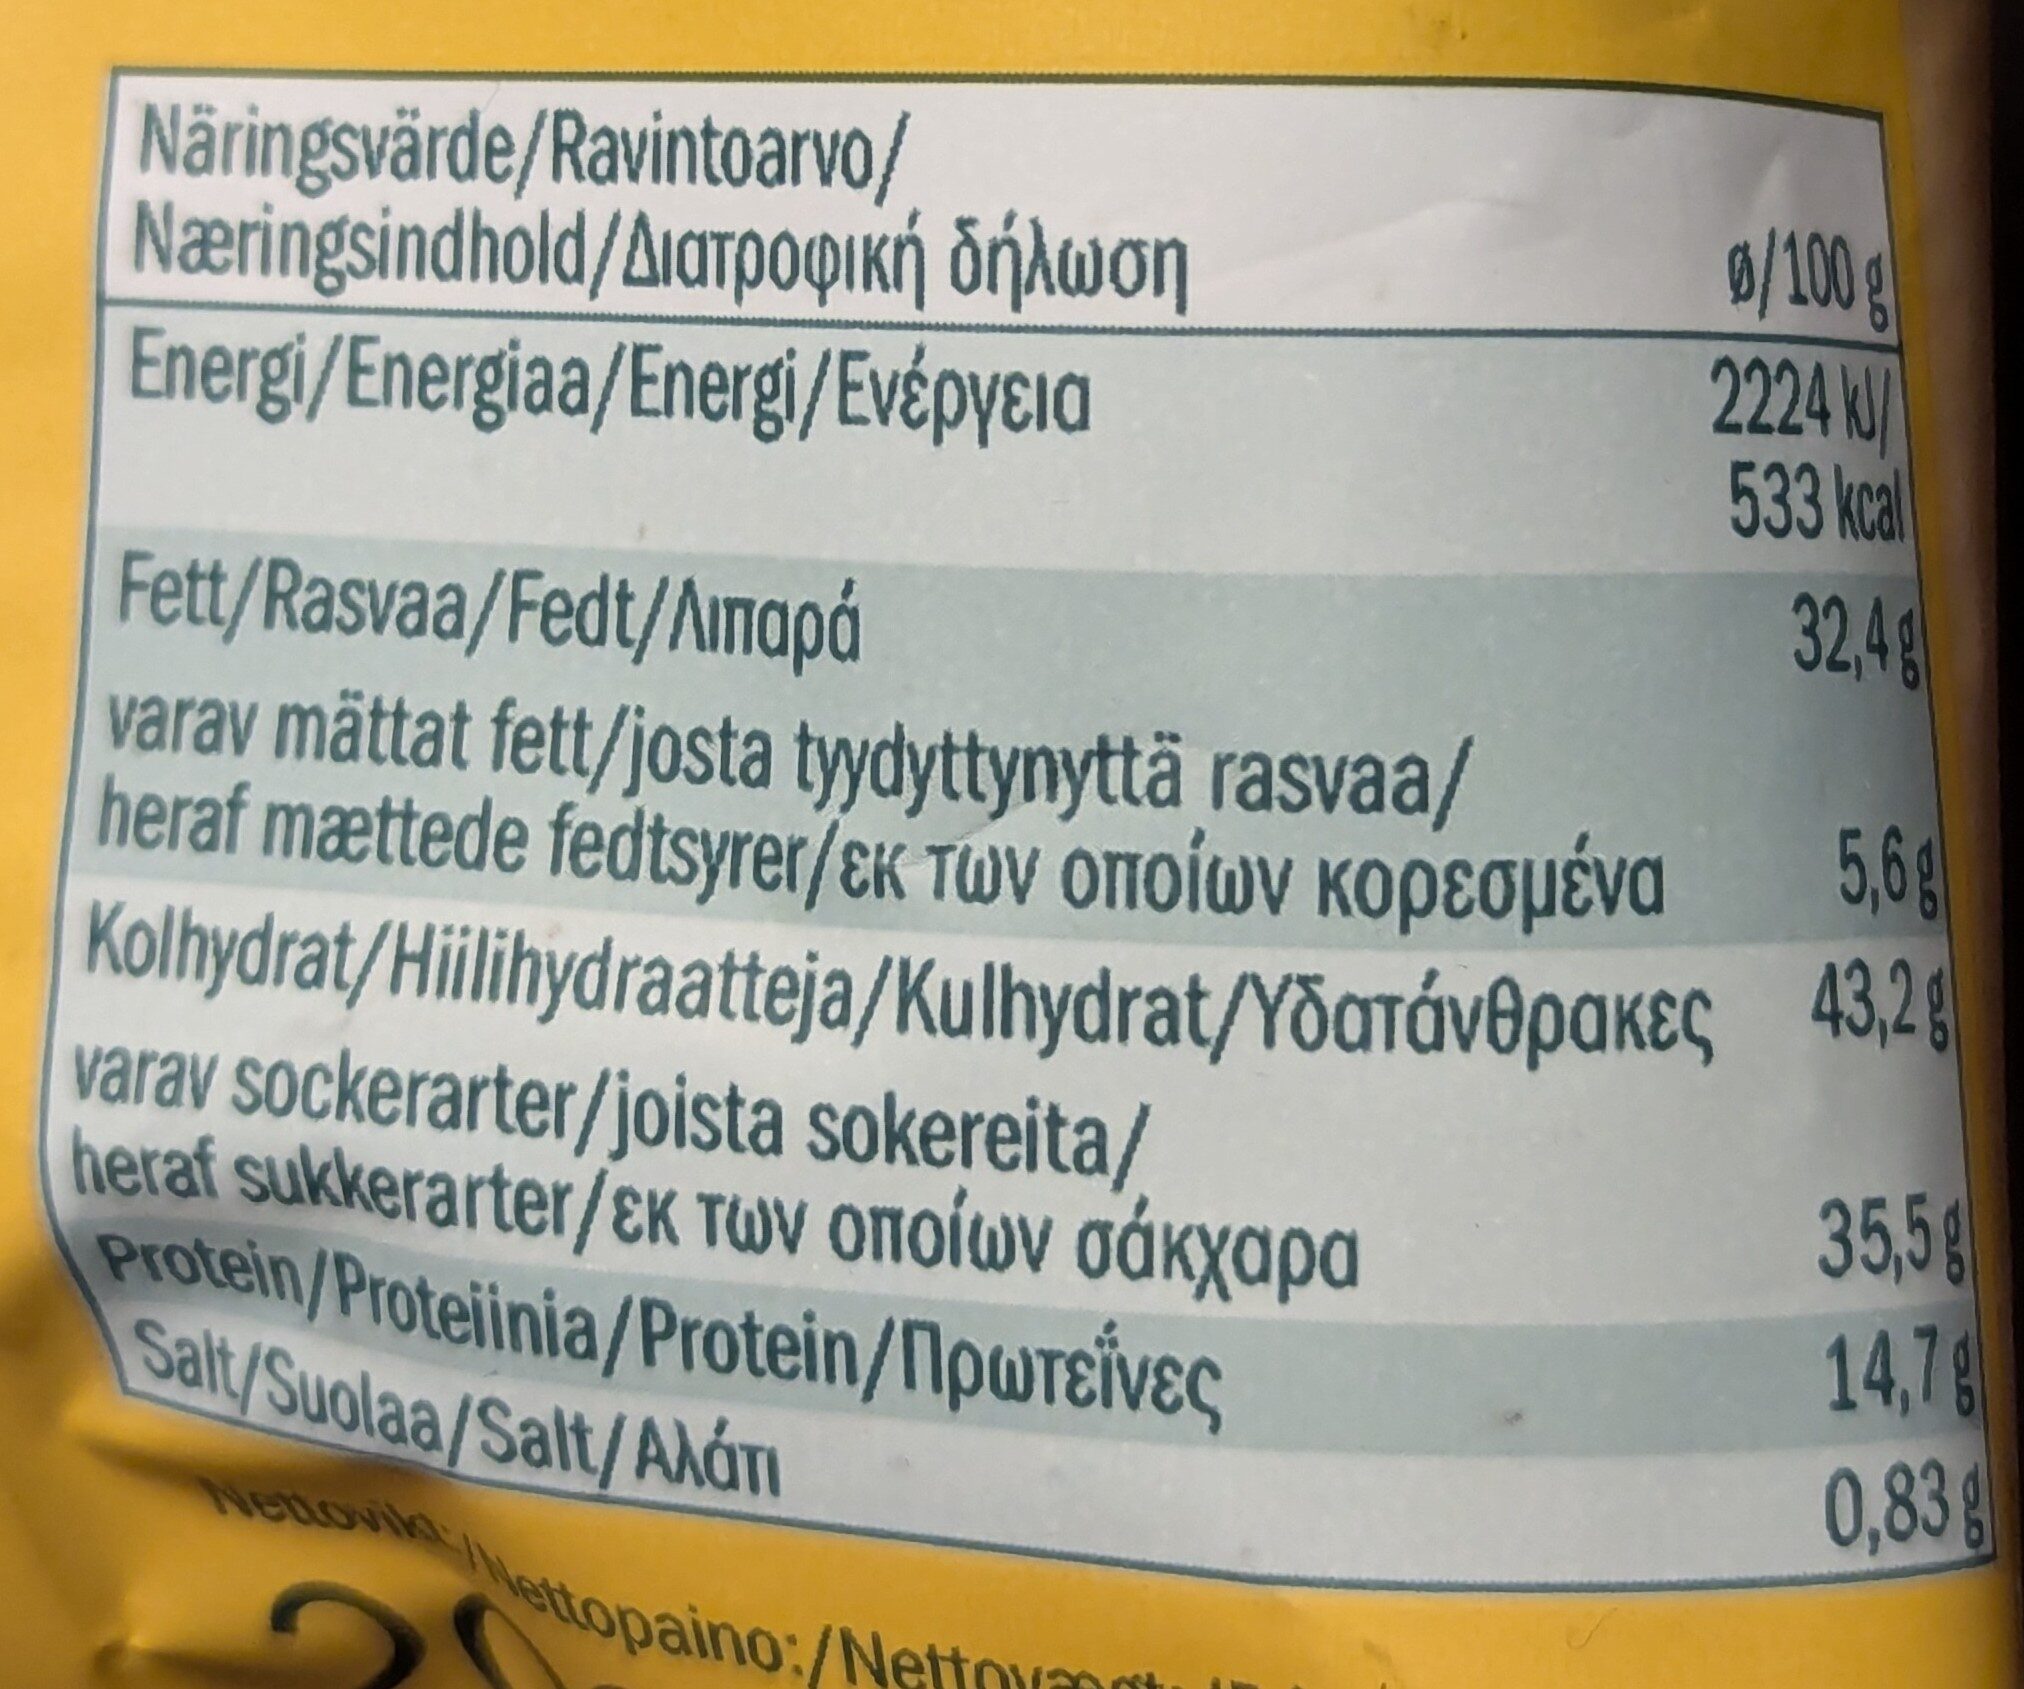 Näringsvärde/Ravintoarvo/
Næringsindhold/Διατροφική δήλωση ø/100 g
Energi/Energiaa/Energi/Ενέργεια 2224 kJ/
533 kcal
Fett/Rasvaa/Fedt/Λιπαρά 32,4 g
varav mättat fett/josta tyydyttynyttä rasvaa/
heraf mættede fedtsyrer/εκ των οποίων κορεσμένα 5,6 g
Kolhydrat/Hiilihydraatteja/Kulhydrat/Υδατάνθρακες 43,2 g
varav sockerarter/joista sokereita/
heraf sukkerarter/εκ των οποίων σάκχαρα 35,5 g
Protein/Proteiinia/Protein/Πρωτεΐνες 14,7 g
Salt/Suolaa/Salt/Αλάτι 0,83 g
Nettovikt:/Nettopaino:/